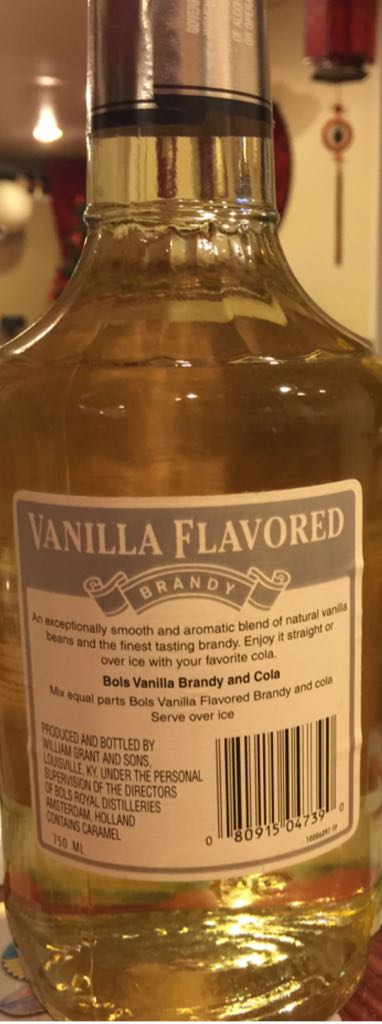 OF ALCOH
OR OPERA
VANILLA FLAVORED
BRANDY
An exceptionally smooth and aromatic blend of natural vanilla
beans and the finest tasting brandy. Enjoy it straight or
over ice with your favorite cola.
Bols Vanilla Brandy and Cola
Mix equal parts Bols Vanilla Flavored Brandy and cola
Serve over ice
PRODUCED AND BOTTLED BY
WILLIAM GRANT AND SONS,
LOUISVILLE, KY, UNDER THE PERSONAL
SUPERVISION OF THE DIRECTORS
OF BOLS ROYAL DISTILLERIES
AMSTERDAM, HOLLAND
CONTAINS CARAMEL
750 ML
0 80915 04739 0